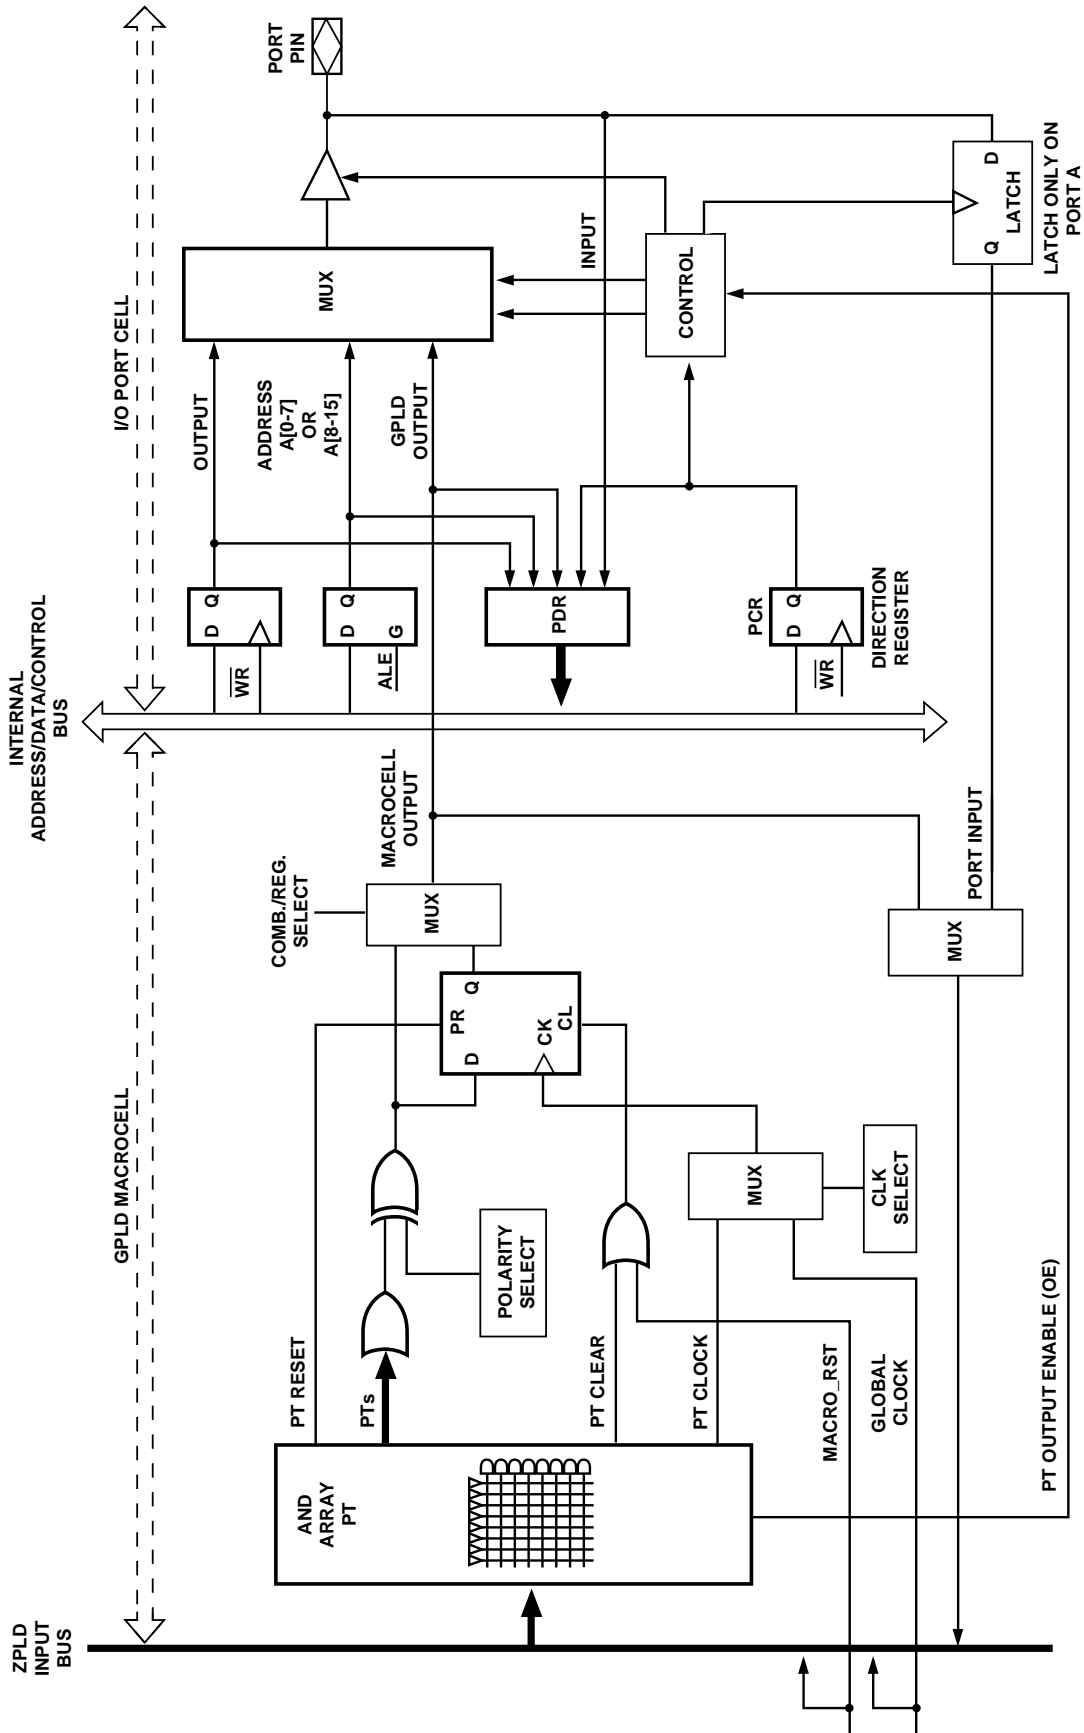 ZPLD
INPUT
BUS
GPLD MACROCELL
INTERNAL
ADDRESS/DATA/CONTROL
BUS
I/O PORT CELL
AND
ARRAY
PT
PT RESET
PTs
PT CLEAR
PT CLOCK
MACRO_RST
GLOBAL
CLOCK
PT OUTPUT ENABLE (OE)
POLARITY
SELECT
MUX
CLK
SELECT
D
PR
Q
CK
CL
COMB./REG.
SELECT
MUX
MACROCELL
OUTPUT
MUX
PORT INPUT
WR
D Q
ALE
D Q
G
PDR
WR
PCR
D Q
DIRECTION
REGISTER
OUTPUT
ADDRESS
A[0-7]
OR
A[8-15]
GPLD
OUTPUT
MUX
INPUT
CONTROL
PORT
PIN
Q D
LATCH
LATCH ONLY ON
PORT A